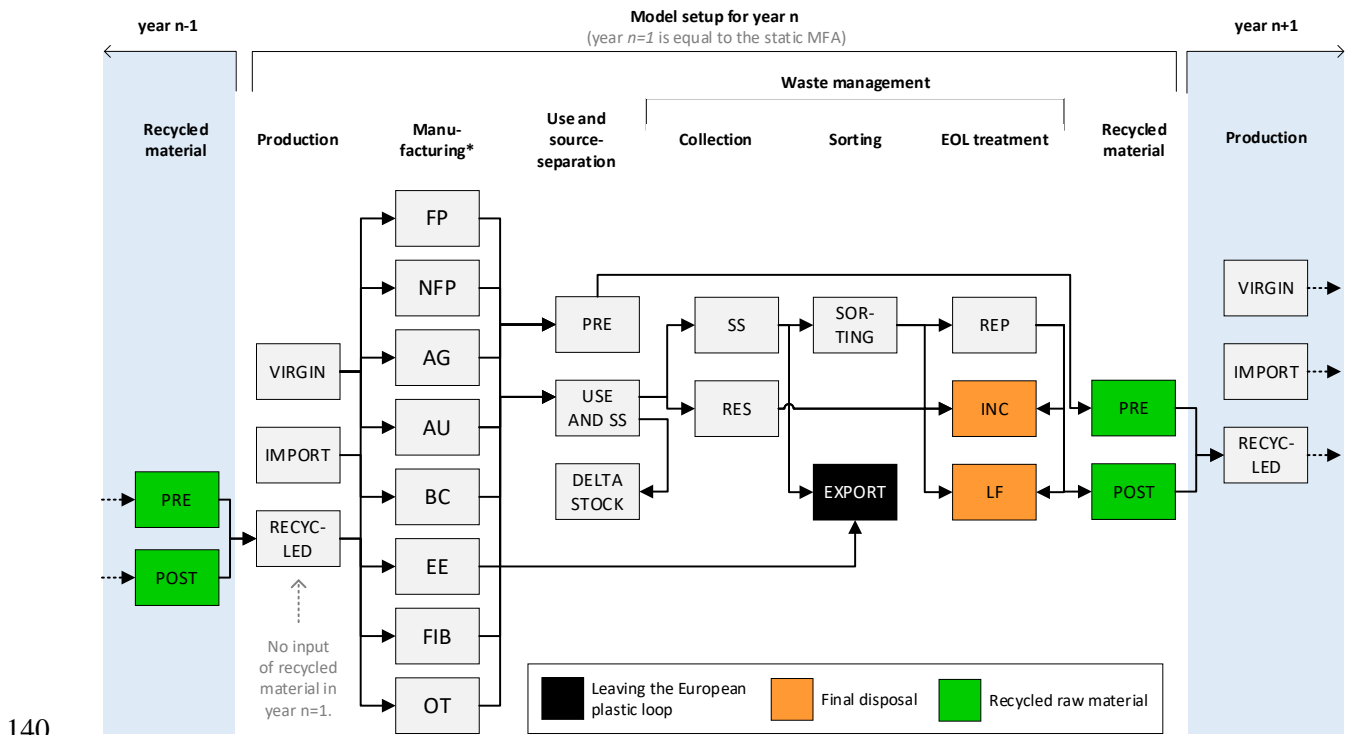 year n-1
Model setup for year n
(year n=1 is equal to the static MFA)
year n+1
Waste management
Recycled
material
Production
Manu-
facturing*
Use and
source-
separation
Collection
Sorting
EOL treatment
Recycled
material
Production
FP
NFP
AG
AU
BC
EE
FIB
OT
VIRGIN
IMPORT
RECYC-
LED
PRE
POST
No input
of recycled
material in
year n=1.
PRE
USE
AND SS
DELTA
STOCK
SS
RES
SOR-
TING
EXPORT
REP
INC
LF
PRE
POST
VIRGIN
IMPORT
RECYC-
LED
Leaving the European
plastic loop
Final disposal
Recycled raw material
140